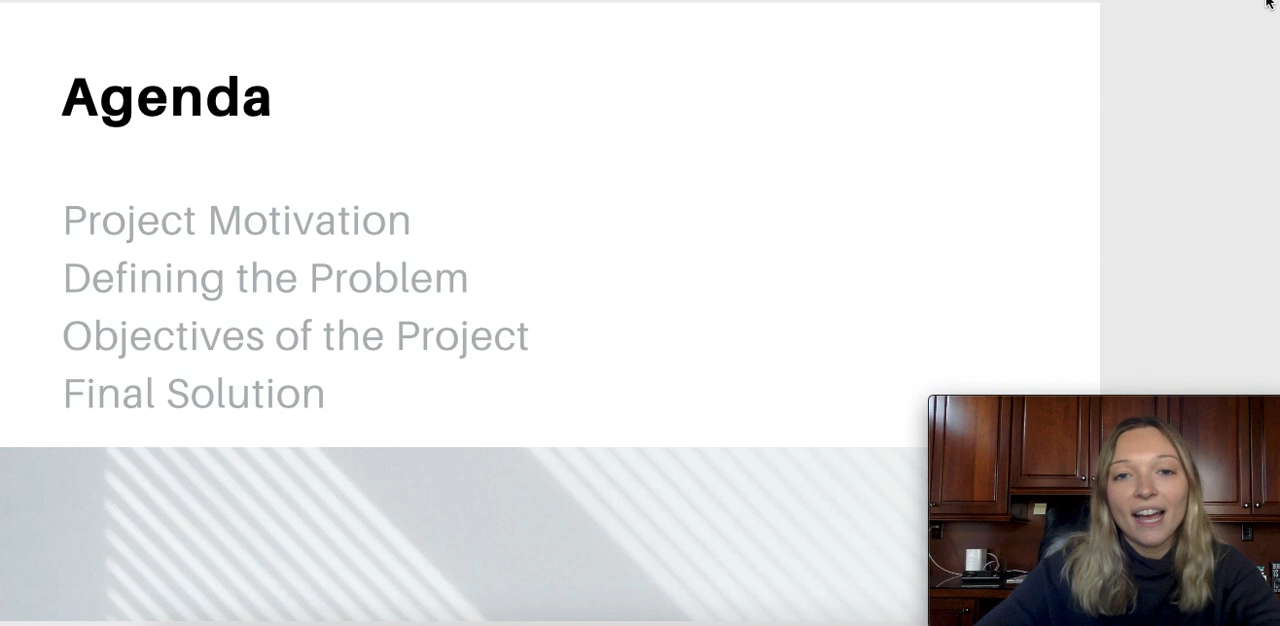 Agenda
Project Motivation
Defining the Problem
Objectives of the Project
Final Solution